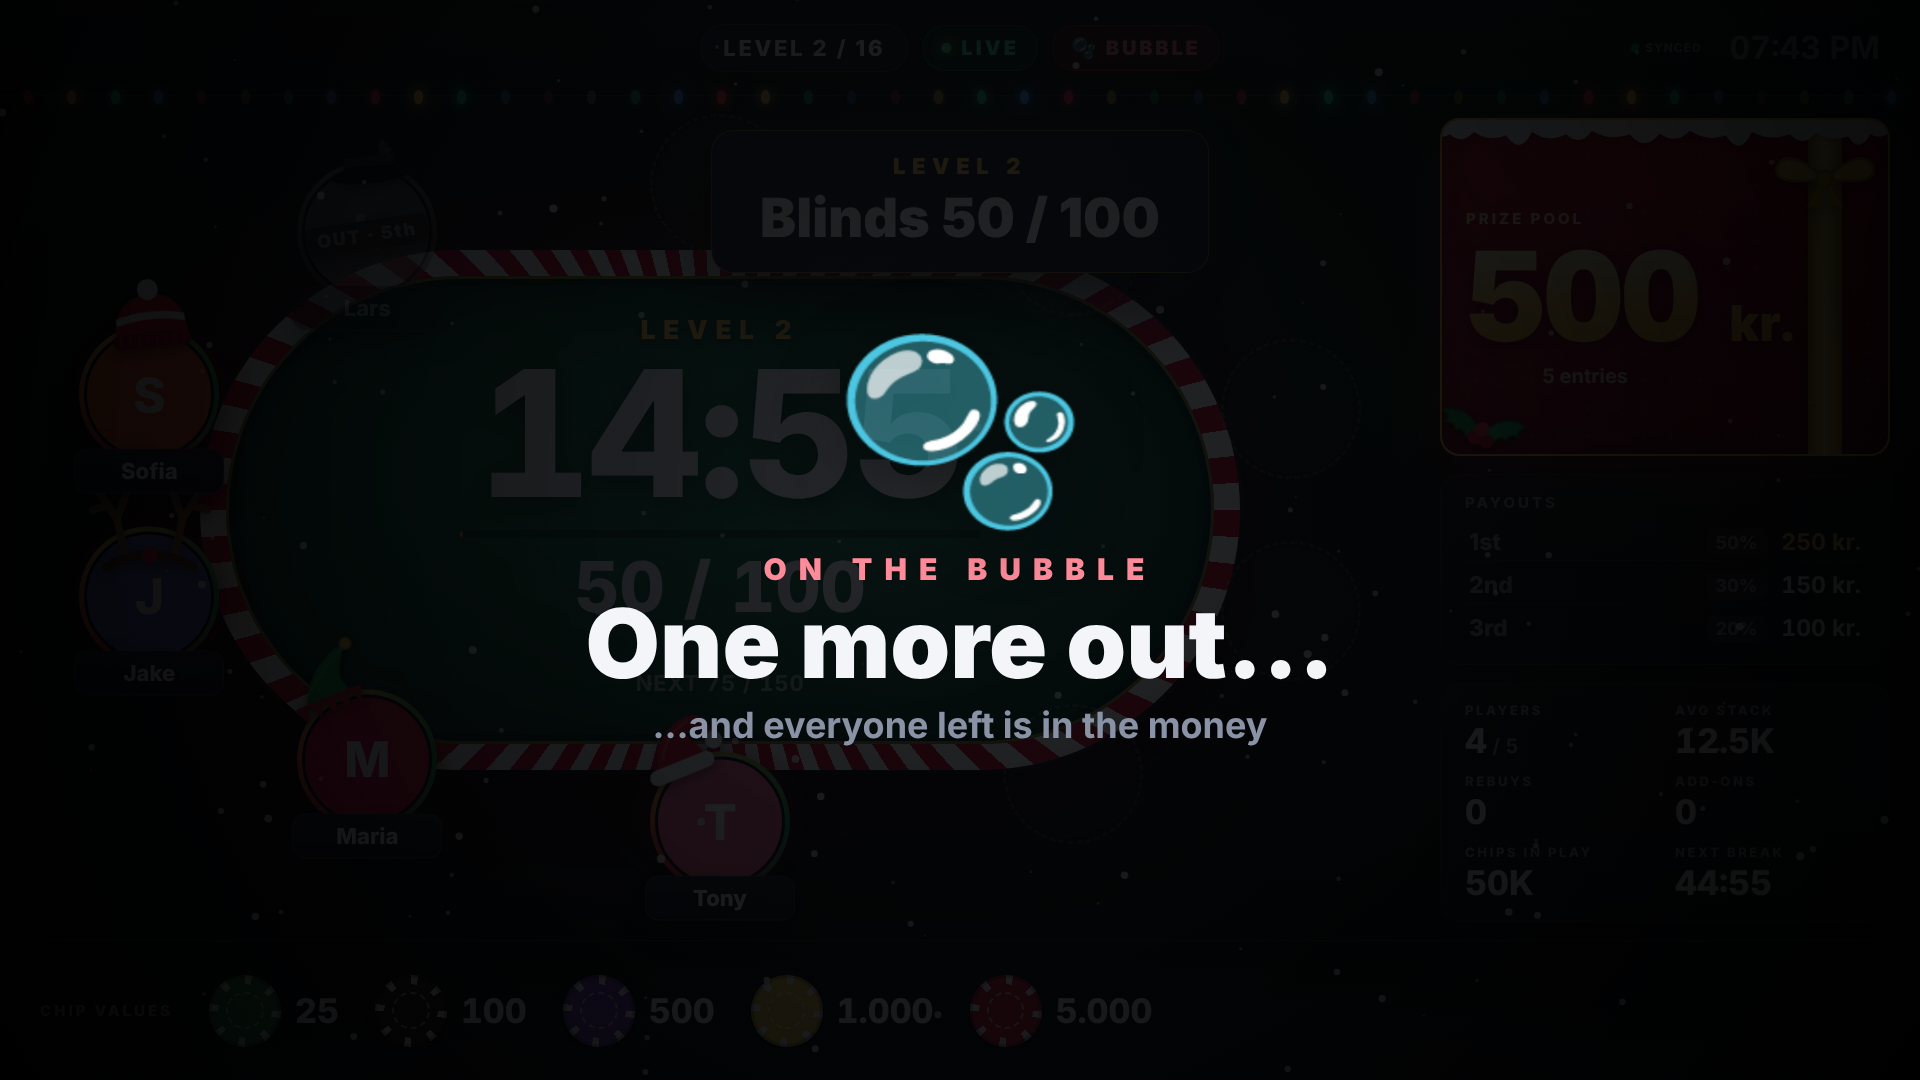 LEVEL 2 / 16
LIVE
BUBBLE
SYNCED
07:43 PM
LEVEL 2
Blinds 50 / 100
OUT · 5th
Lars
S
Sofia
J
Jake
M
Maria
T
Tony
LEVEL 2
14:55
50 / 100
NEXT 75 / 150
ON THE BUBBLE
One more out…
…and everyone left is in the money
PRIZE POOL
500 kr.
5 entries
PAYOUTS
1st 50% 250 kr.
2nd 30% 150 kr.
3rd 20% 100 kr.
PLAYERS
4 / 5
AVG STACK
12.5K
REBUYS
0
ADD-ONS
0
CHIPS IN PLAY
50K
NEXT BREAK
44:55
CHIP VALUES
25
100
500
1.000
5.000